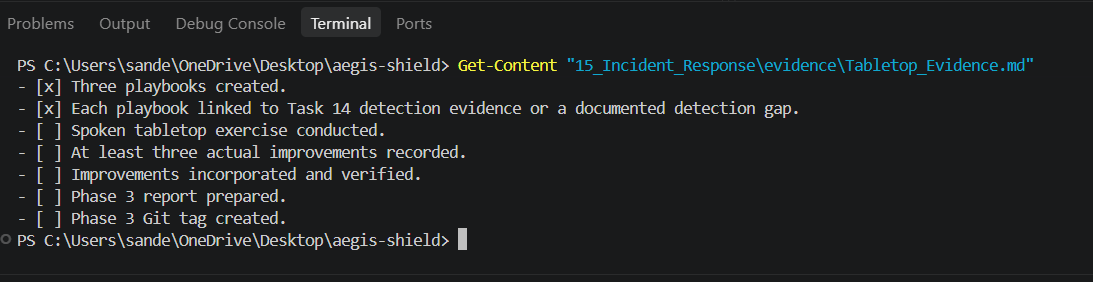 Problems Output Debug Console Terminal Ports
PS C:\Users\sande\OneDrive\Desktop\aegis-shield> Get-Content "15_Incident_Response\evidence\Tabletop_Evidence.md"
- [x] Three playbooks created.
- [x] Each playbook linked to Task 14 detection evidence or a documented detection gap.
- [ ] Spoken tabletop exercise conducted.
- [ ] At least three actual improvements recorded.
- [ ] Improvements incorporated and verified.
- [ ] Phase 3 report prepared.
- [ ] Phase 3 Git tag created.
PS C:\Users\sande\OneDrive\Desktop\aegis-shield>